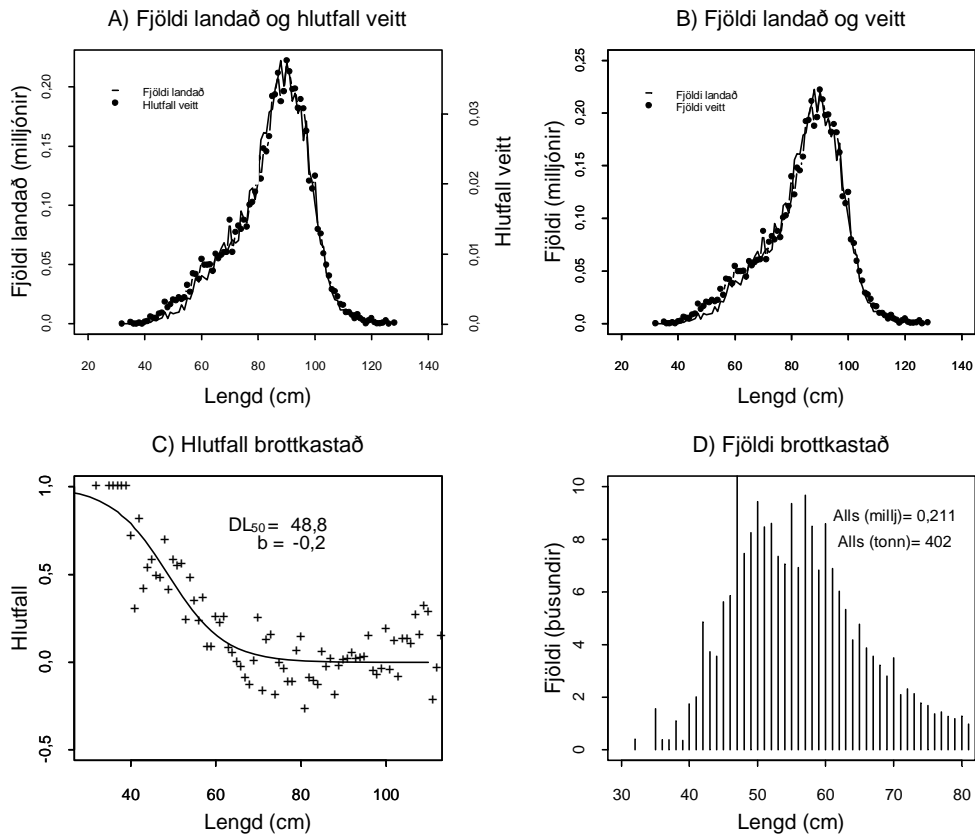 A) Fjöldi landað og hlutfall veitt
Fjöldi landað (milljónir)
0,0 0,05 0,10 0,15 0,20
Fjöldi landað
Hlutfall veitt
0,0 0,01 0,02 0,03
Hlutfall veitt
20 40 60 80 100 120 140
Lengd (cm)
B) Fjöldi landað og veitt
Fjöldi (milljónir)
0,0 0,05 0,10 0,15 0,20 0,25
Fjöldi landað
Fjöldi veitt
20 40 60 80 100 120 140
Lengd (cm)
C) Hlutfall brottkastað
Hlutfall
-0,5 0,0 0,5 1,0
DL50 = 48,8
b = -0,2
40 60 80 100
Lengd (cm)
D) Fjöldi brottkastað
Fjöldi (þúsundir)
0 2 4 6 8 10
Alls (millj)= 0,211
Alls (tonn)= 402
30 40 50 60 70 80
Lengd (cm)